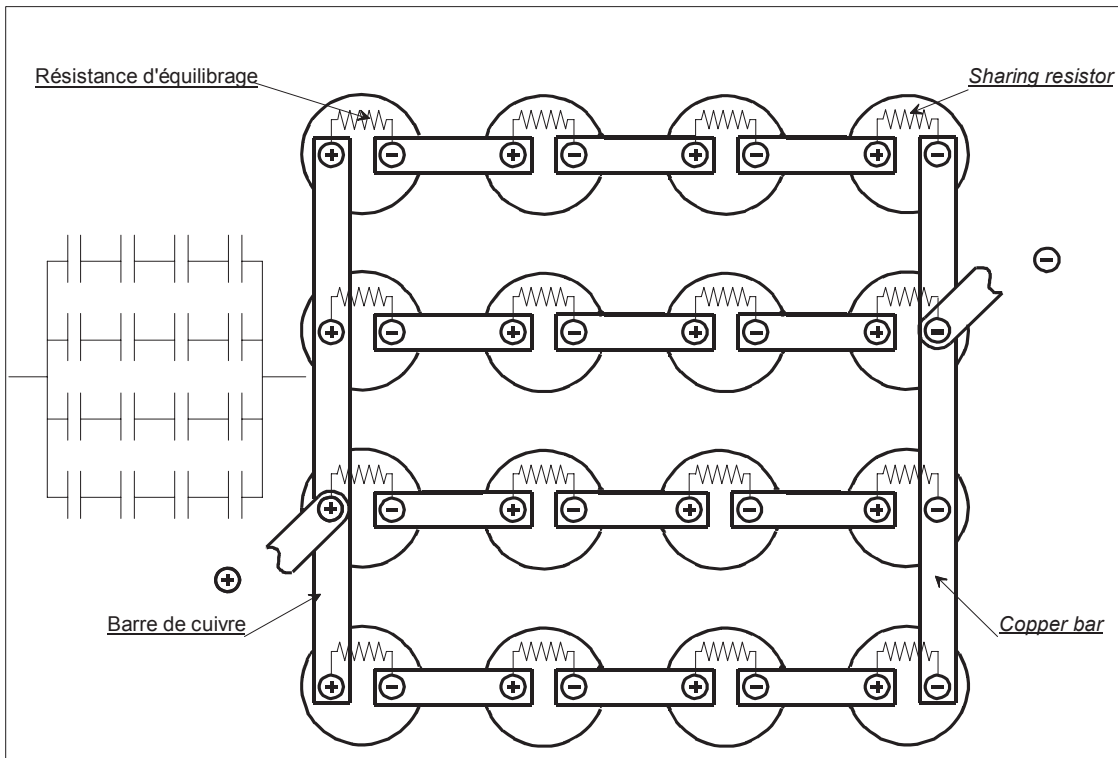 Résistance d'équilibrage
Sharing resistor
+ - + - + - + -
-
+ - + - + - + -
+ - + - + - + -
+
Barre de cuivre
Copper bar
+ - + - + - + -